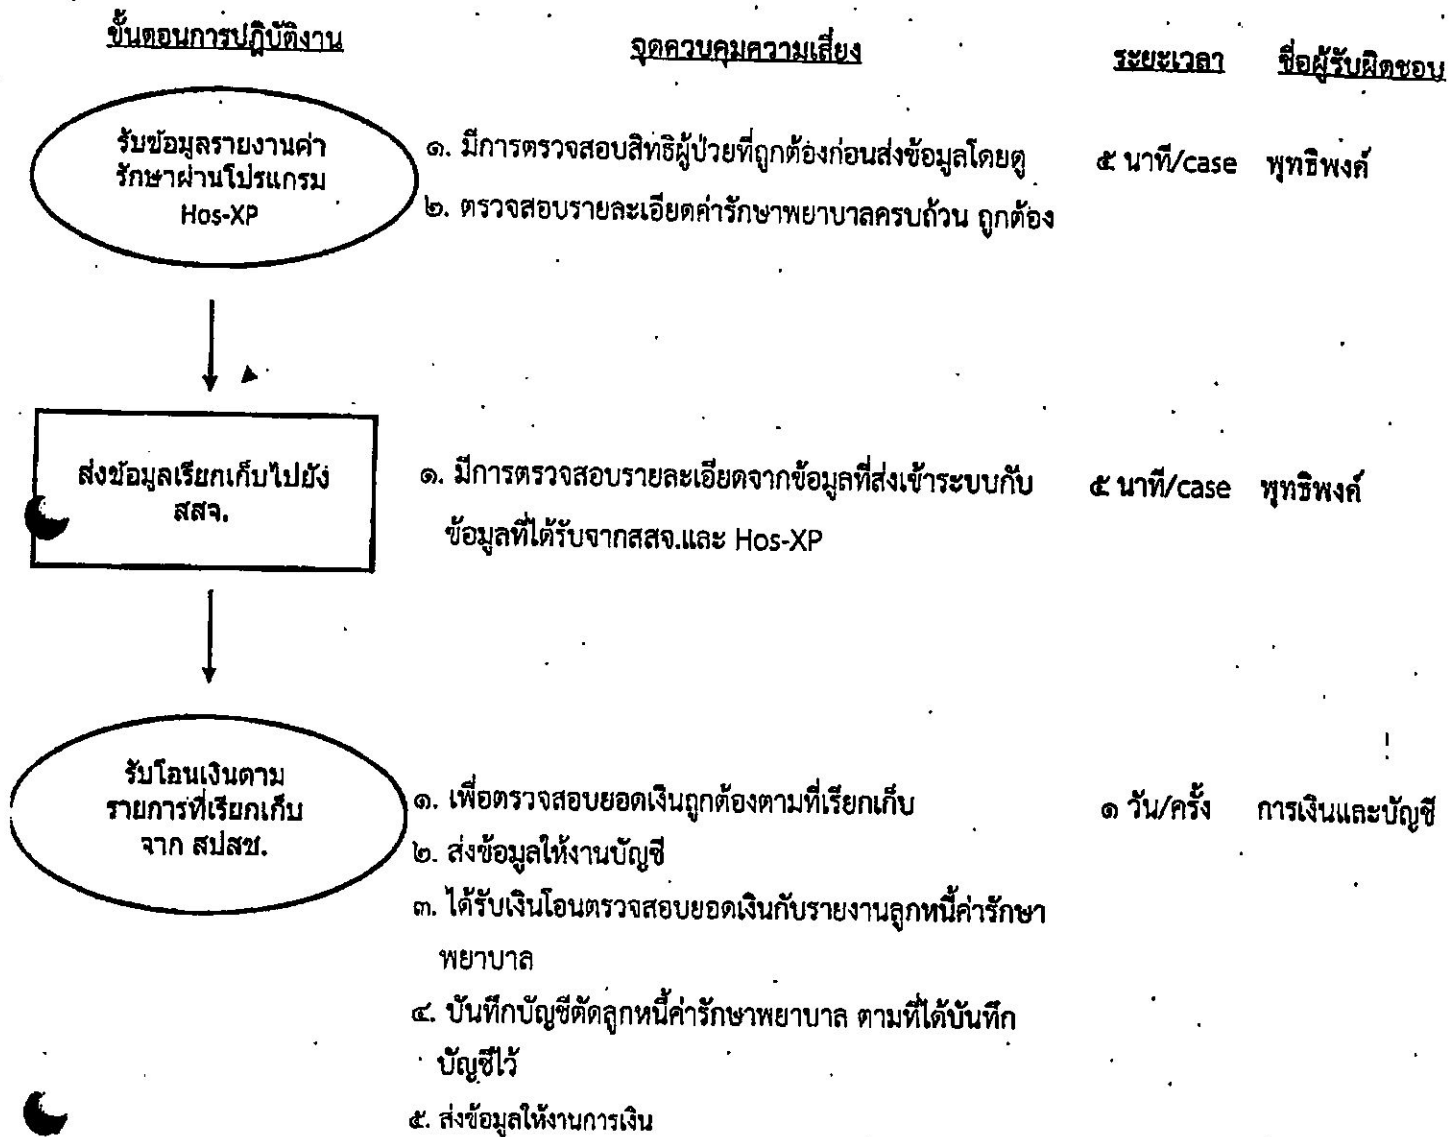 ขั้นตอนการปฏิบัติงาน
จุดควบคุมความเสี่ยง
ระยะเวลา
ชื่อผู้รับผิดชอบ
รับข้อมูลรายงานค่า
รักษาผ่านโปรแกรม
Hos-XP
๑. มีการตรวจสอบสิทธิผู้ป่วยที่ถูกต้องก่อนส่งข้อมูลโดยดู
๒. ตรวจสอบรายละเอียดค่ารักษาพยาบาลครบถ้วน ถูกต้อง
๕ นาที/case
พุทธิพงศ์
ส่งข้อมูลเรียกเก็บไปยัง
สสจ.
๑. มีการตรวจสอบรายละเอียดจากข้อมูลที่ส่งเข้าระบบกับ
ข้อมูลที่ได้รับจากสสจ.และ Hos-XP
๕ นาที/case
พุทธิพงศ์
รับโอนเงินตาม
รายการที่เรียกเก็บ
จาก สปสช.
๑. เพื่อตรวจสอบยอดเงินถูกต้องตามที่เรียกเก็บ
๒. ส่งข้อมูลให้งานบัญชี
๓. ได้รับเงินโอนตรวจสอบยอดเงินกับรายงานลูกหนี้ค่ารักษา
พยาบาล
๔. บันทึกบัญชีตัดลูกหนี้ค่ารักษาพยาบาล ตามที่ได้บันทึก
บัญชีไว้
๕. ส่งข้อมูลให้งานการเงิน
๑ วัน/ครั้ง
การเงินและบัญชี